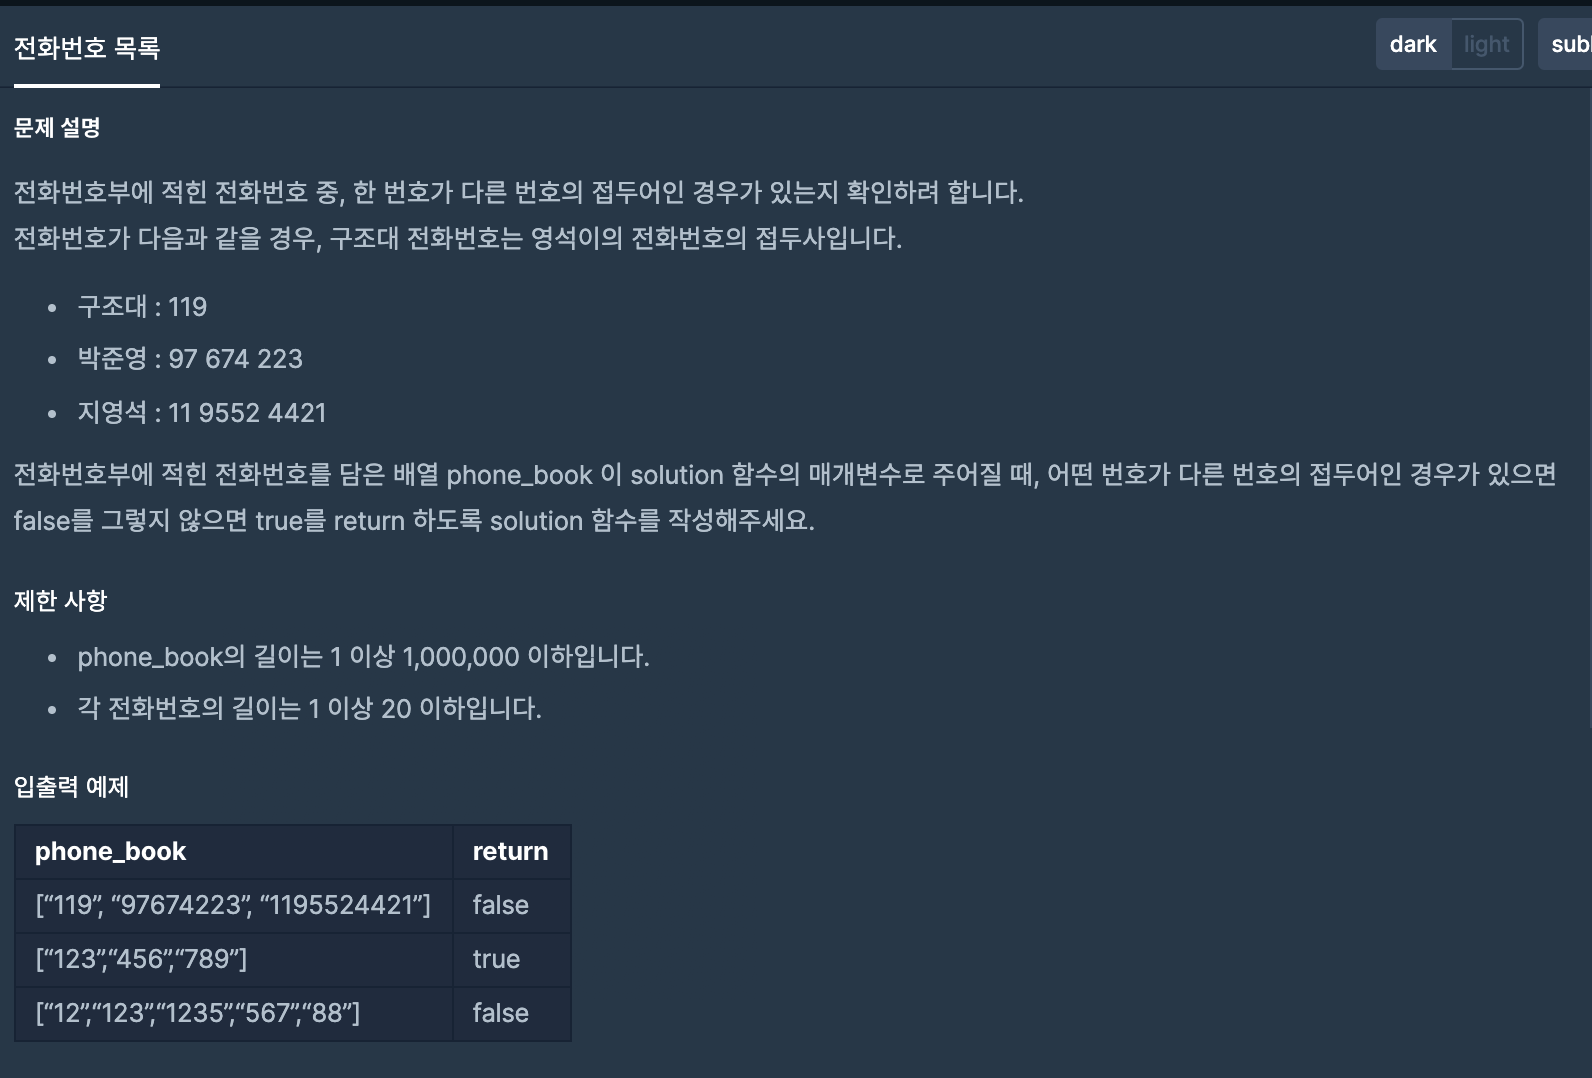 전화번호 목록
dark light subl
문제 설명
전화번호부에 적힌 전화번호 중, 한 번호가 다른 번호의 접두어인 경우가 있는지 확인하려 합니다.
전화번호가 다음과 같을 경우, 구조대 전화번호는 영석이의 전화번호의 접두사입니다.
• 구조대 : 119
• 박준영 : 97 674 223
• 지영석 : 11 9552 4421
전화번호부에 적힌 전화번호를 담은 배열 phone_book 이 solution 함수의 매개변수로 주어질 때, 어떤 번호가 다른 번호의 접두어인 경우가 있으면
false를 그렇지 않으면 true를 return 하도록 solution 함수를 작성해주세요.
제한 사항
• phone_book의 길이는 1 이상 1,000,000 이하입니다.
• 각 전화번호의 길이는 1 이상 20 이하입니다.
입출력 예제
phone_book return
[“119”, “97674223”, “1195524421”] false
[“123”,“456”,“789”] true
[“12”,“123”,“1235”,“567”,“88”] false